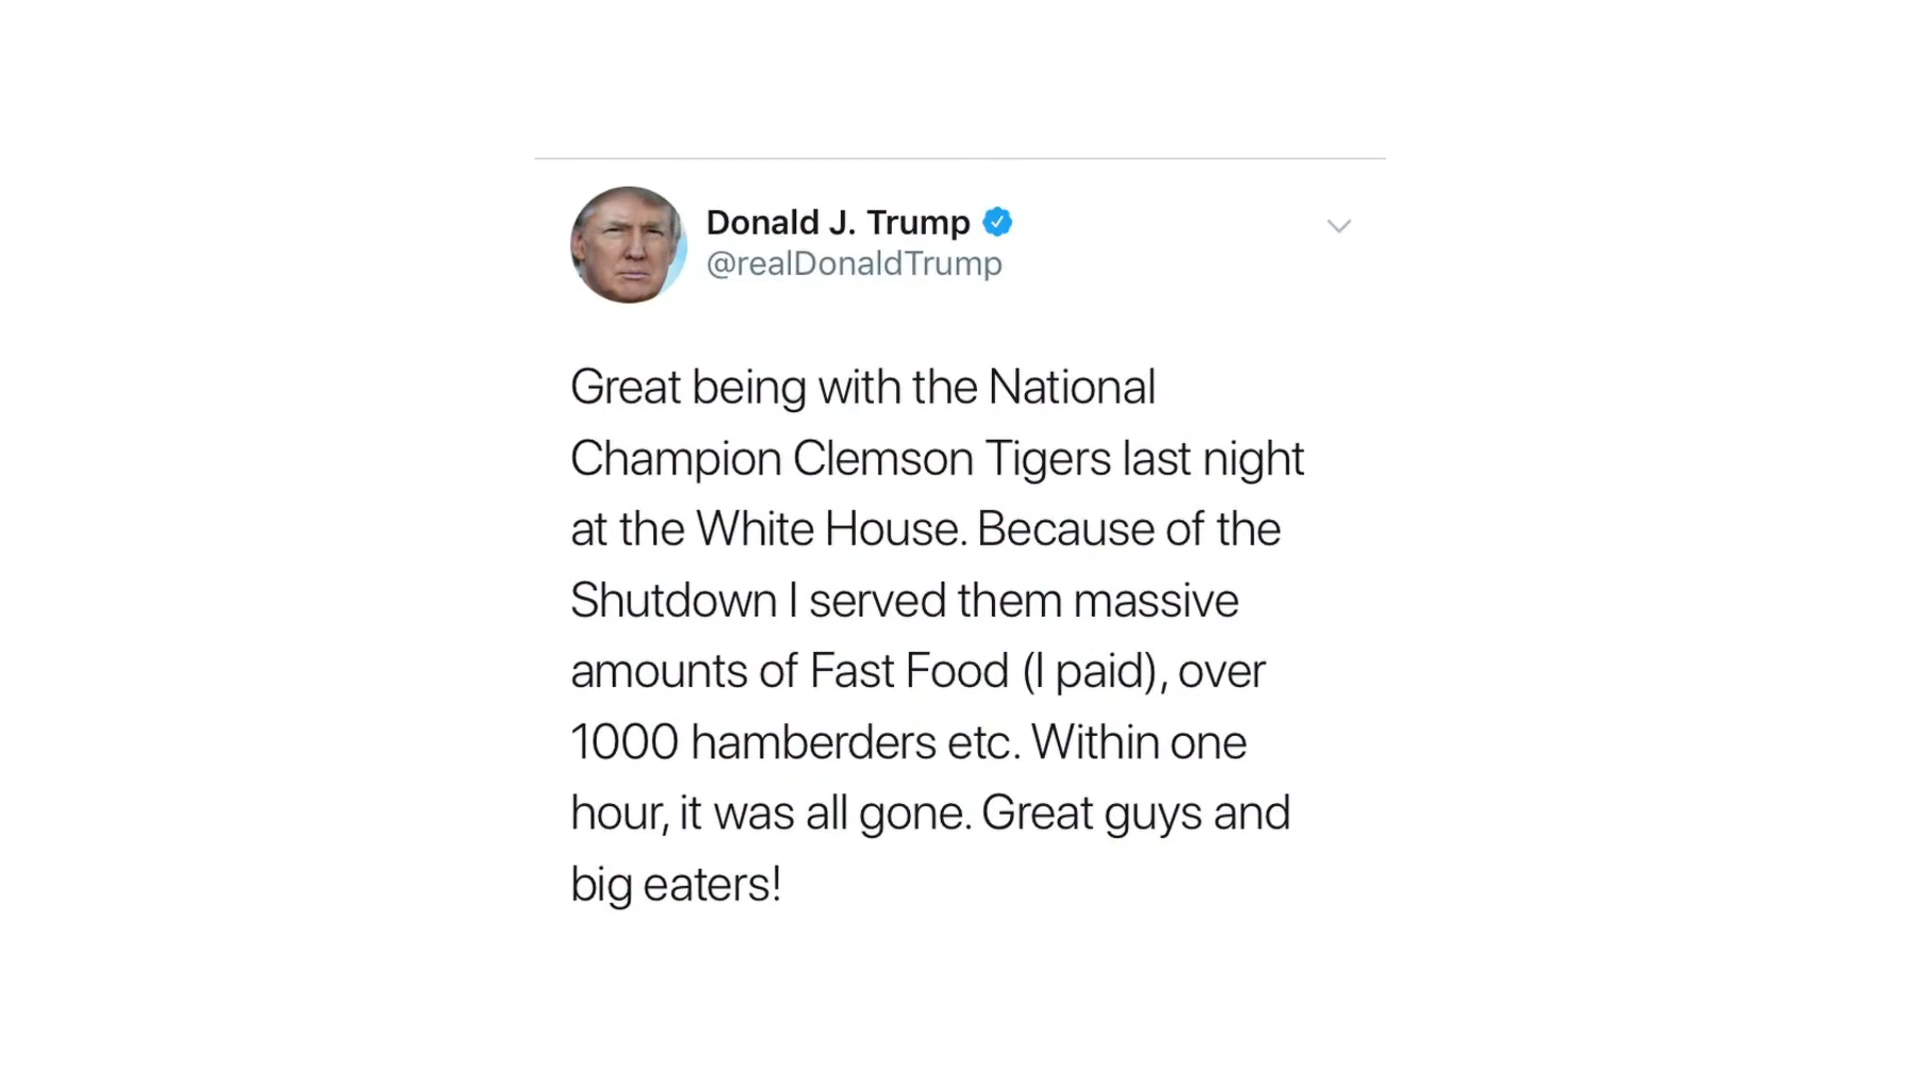 Donald J. Trump
@realDonaldTrump
Great being with the National
Champion Clemson Tigers last night
at the White House. Because of the
Shutdown I served them massive
amounts of Fast Food (I paid), over
1000 hamberders etc. Within one
hour, it was all gone. Great guys and
big eaters!